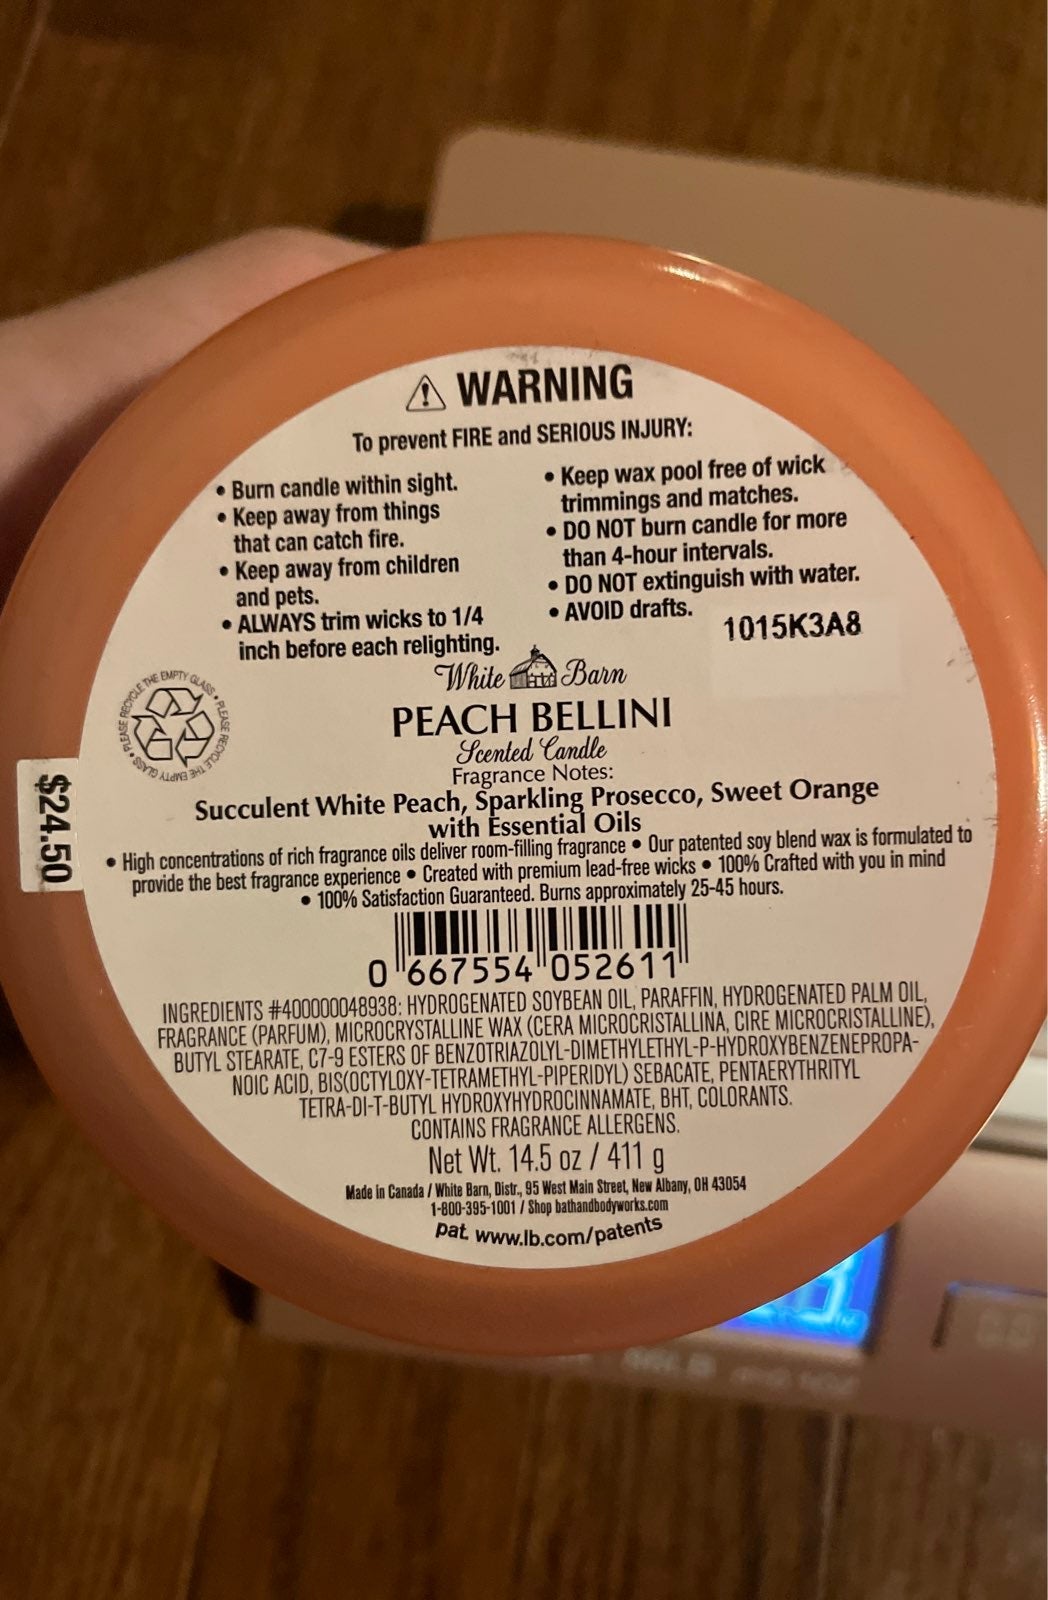 WARNING
To prevent FIRE and SERIOUS INJURY:
• Burn candle within sight.
• Keep away from things
that can catch fire.
• Keep away from children
and pets.
• ALWAYS trim wicks to 1/4
inch before each relighting.
• Keep wax pool free of wick
trimmings and matches.
• DO NOT burn candle for more
than 4-hour intervals.
• DO NOT extinguish with water.
• AVOID drafts.
1015K3A8
PLEASE RECYCLE THE EMPTY GLASS • PLEASE RECYCLE THE EMPTY GLASS •
White Barn
PEACH BELLINI
Scented Candle
Fragrance Notes:
Succulent White Peach, Sparkling Prosecco, Sweet Orange
with Essential Oils
• High concentrations of rich fragrance oils deliver room-filling fragrance • Our patented soy blend wax is formulated to
provide the best fragrance experience • Created with premium lead-free wicks • 100% Crafted with you in mind
• 100% Satisfaction Guaranteed. Burns approximately 25-45 hours.
$24.50
0 667554 052611
INGREDIENTS #400000048938: HYDROGENATED SOYBEAN OIL, PARAFFIN, HYDROGENATED PALM OIL,
FRAGRANCE (PARFUM), MICROCRYSTALLINE WAX (CERA MICROCRISTALLINA, CIRE MICROCRISTALLINE),
BUTYL STEARATE, C7-9 ESTERS OF BENZOTRIAZOLYL-DIMETHYLETHYL-P-HYDROXYBENZENEPROPA-
NOIC ACID, BIS(OCTYLOXY-TETRAMETHYL-PIPERIDYL) SEBACATE, PENTAERYTHRITYL
TETRA-DI-T-BUTYL HYDROXYHYDROCINNAMATE, BHT, COLORANTS.
CONTAINS FRAGRANCE ALLERGENS.
Net Wt. 14.5 oz / 411 g
Made in Canada / White Barn, Distr., 95 West Main Street, New Albany, OH 43054
1-800-395-1001 / Shop bathandbodyworks.com
pat. www.lb.com/patents